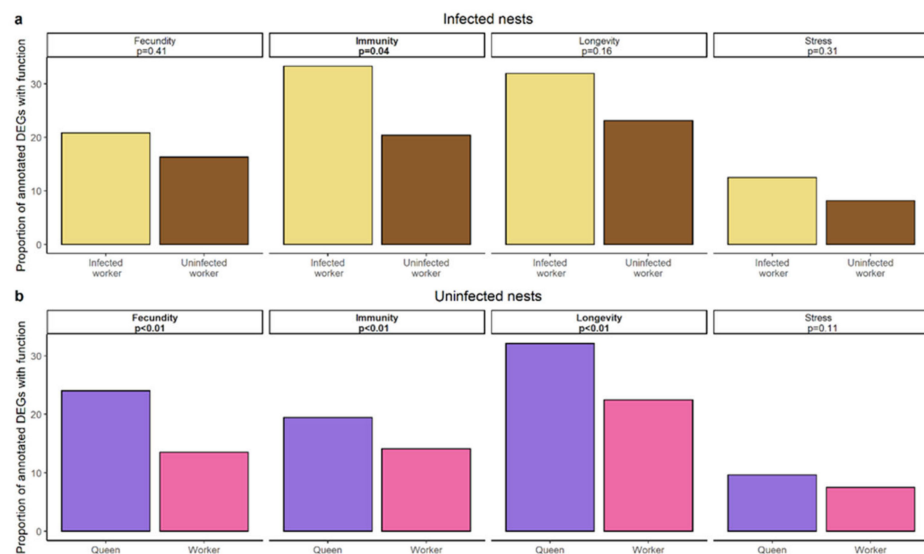 a
Infected nests
Fecundity
p=0.41
Immunity
p=0.04
Longevity
p=0.16
Stress
p=0.31
Proportion of annotated DEGs with function
30
20
10
0
Infected
worker
Uninfected
worker
Infected
worker
Uninfected
worker
Infected
worker
Uninfected
worker
Infected
worker
Uninfected
worker
b
Uninfected nests
Fecundity
p<0.01
Immunity
p<0.01
Longevity
p<0.01
Stress
p=0.11
Proportion of annotated DEGs with function
30
20
10
0
Queen
Worker
Queen
Worker
Queen
Worker
Queen
Worker